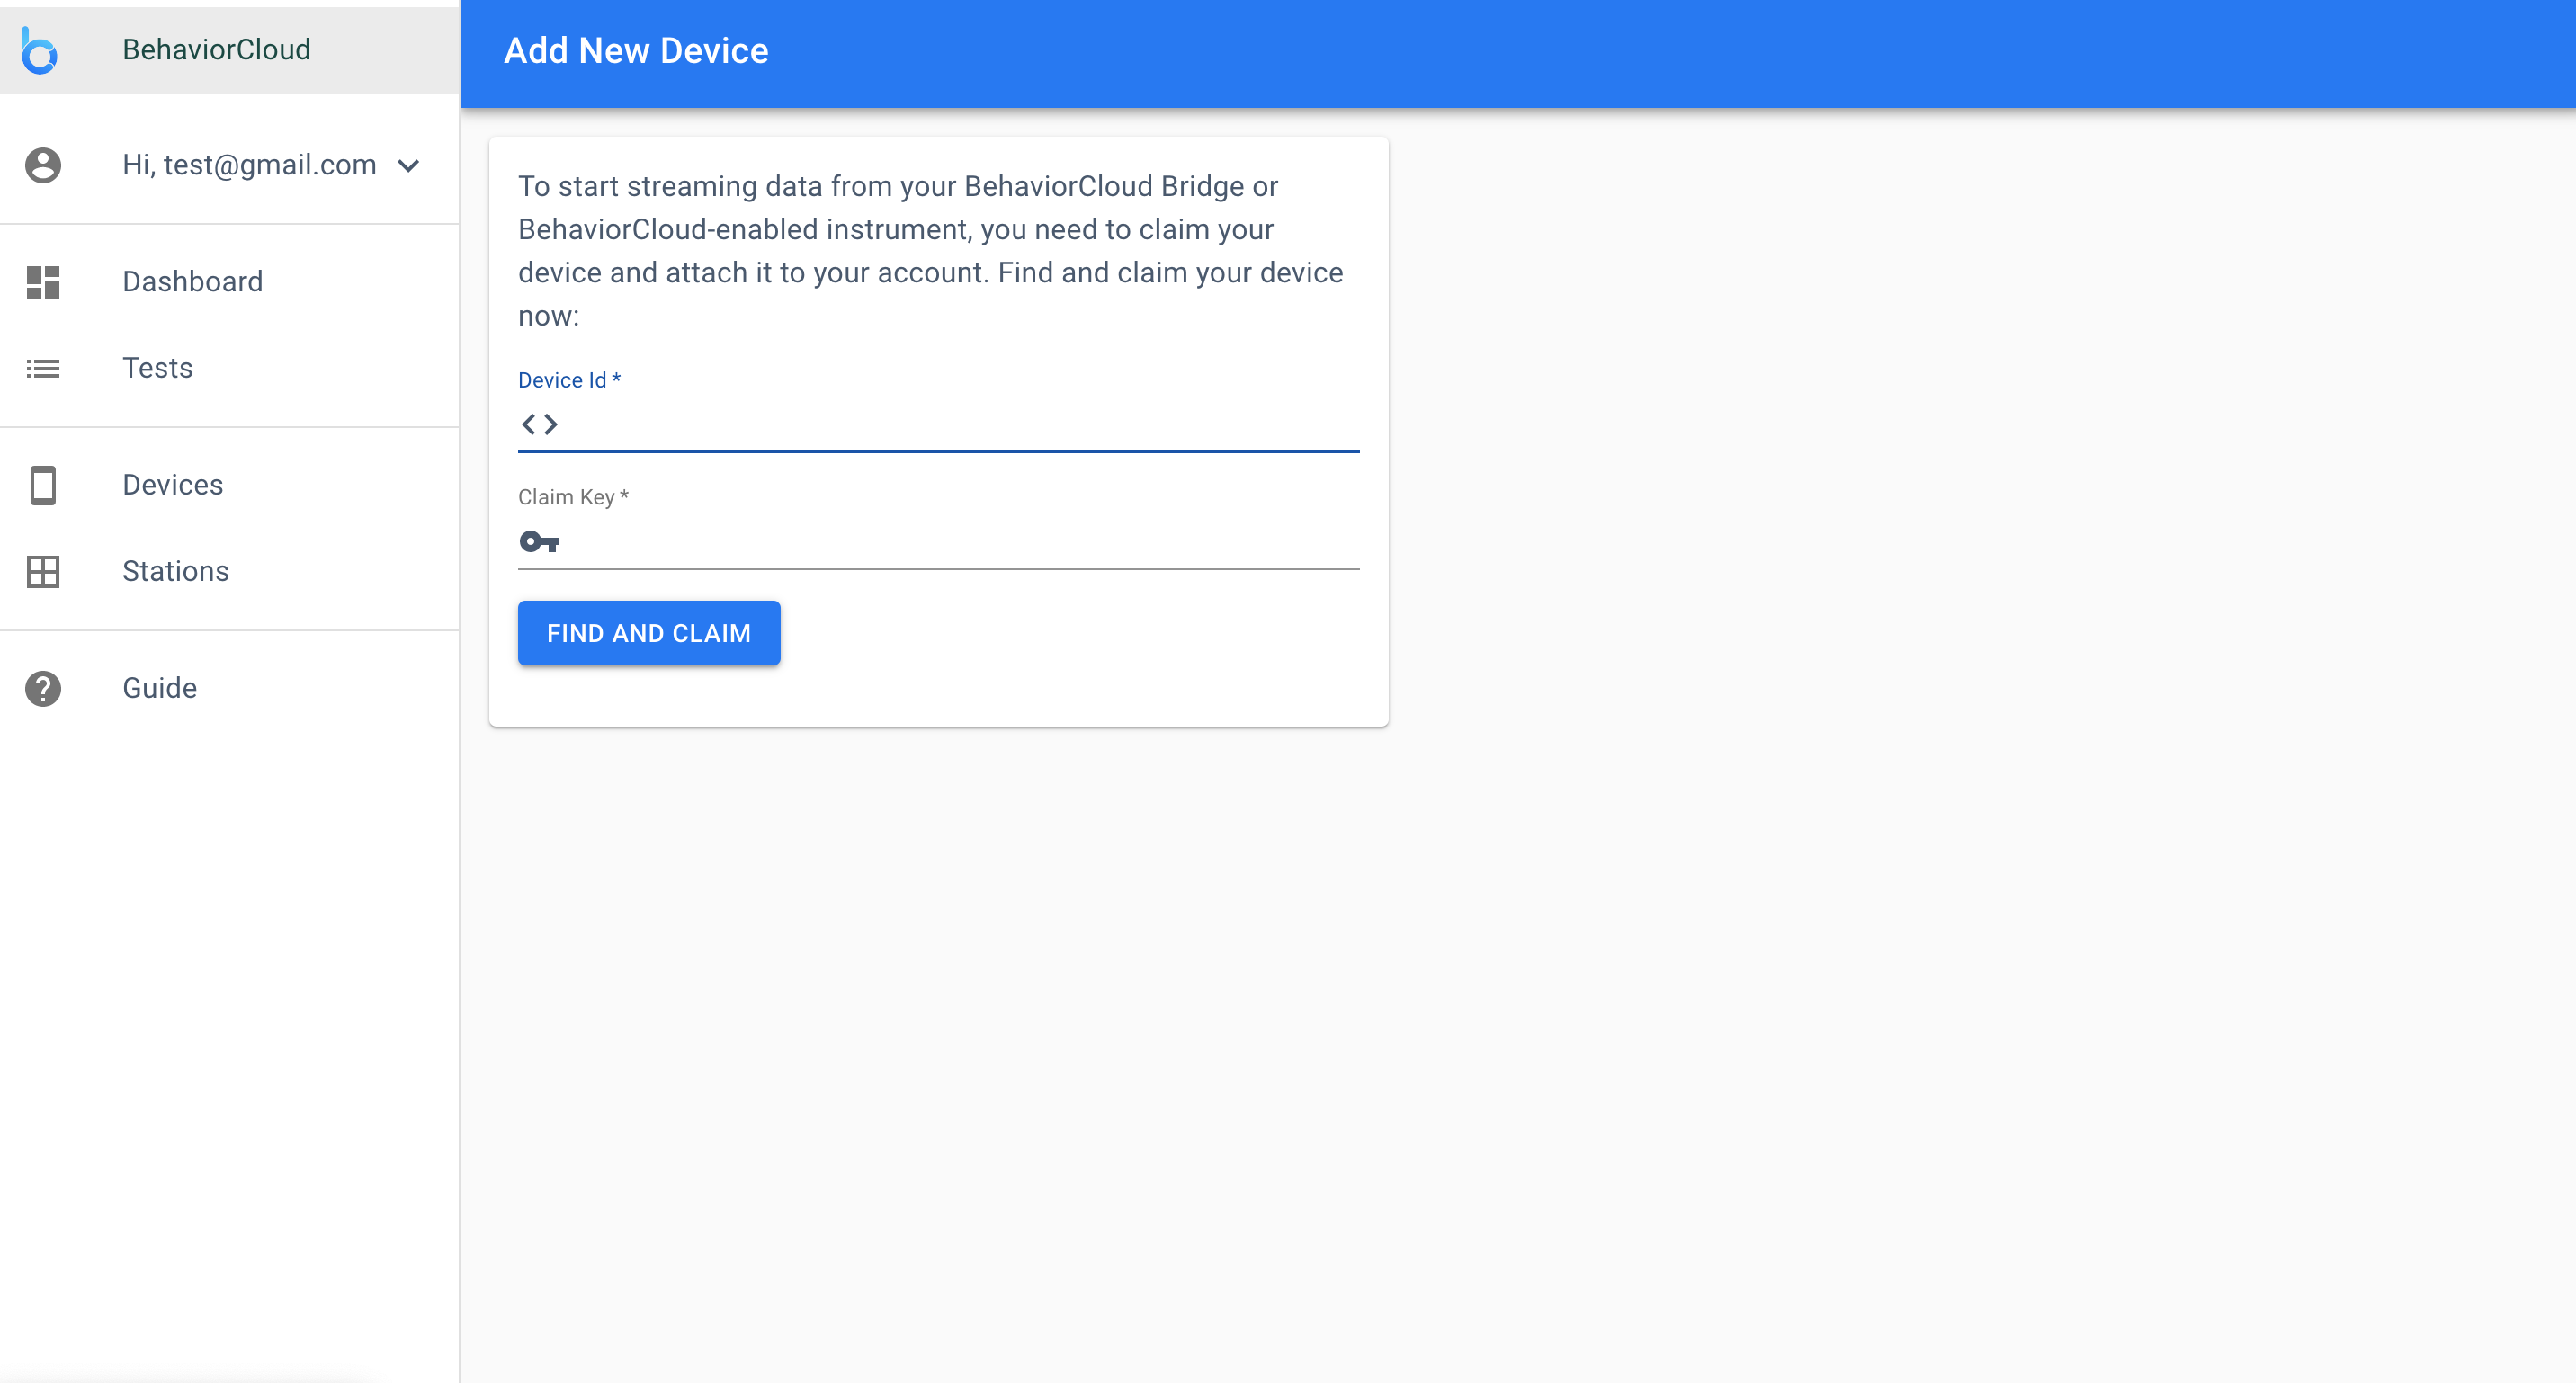 BehaviorCloud
Hi, test@gmail.com
Dashboard
Tests
Devices
Stations
Guide
Add New Device
To start streaming data from your BehaviorCloud Bridge or
BehaviorCloud-enabled instrument, you need to claim your
device and attach it to your account. Find and claim your device
now:
Device Id *
Claim Key *
FIND AND CLAIM